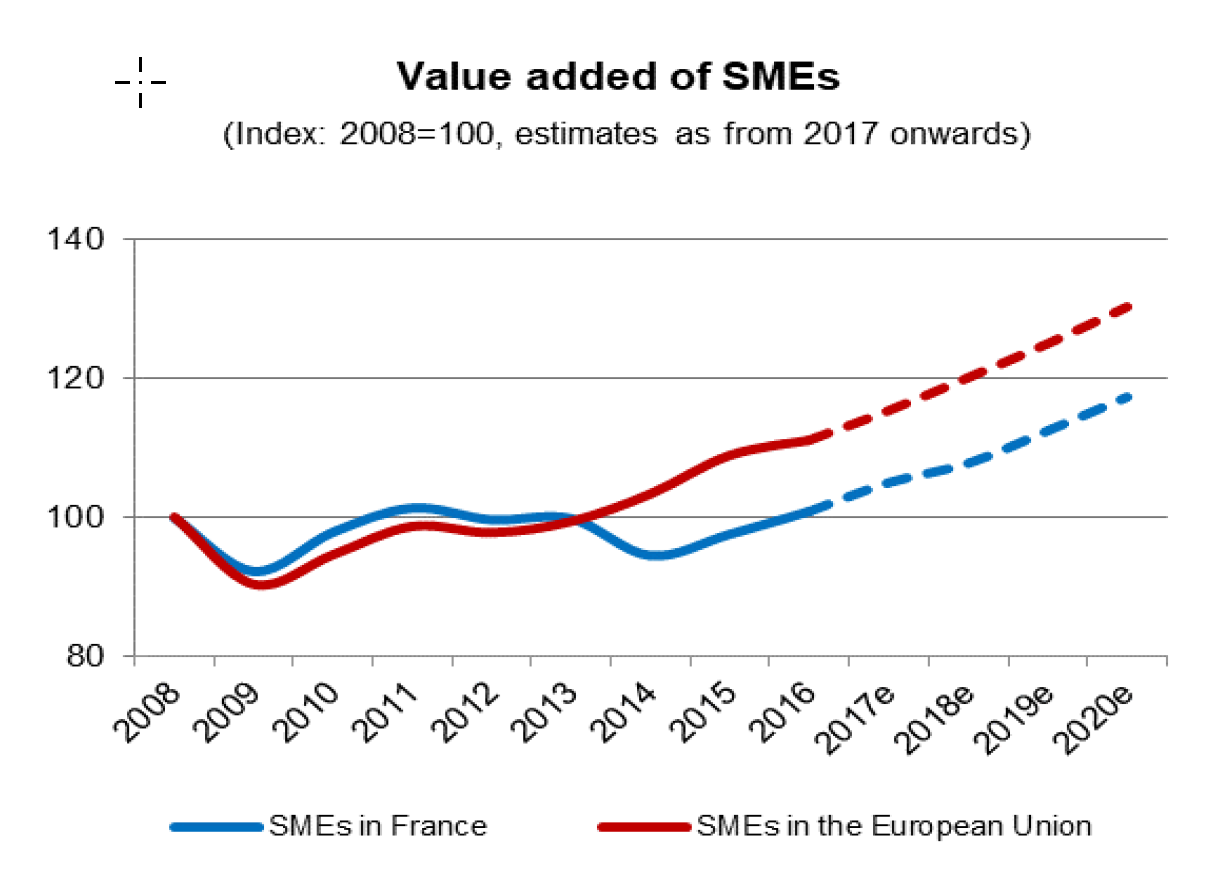 Value added of SMEs
(Index: 2008=100, estimates as from 2017 onwards)
140
120
100
80
2008 2009 2010 2011 2012 2013 2014 2015 2016 2017e 2018e 2019e 2020e
SMEs in France SMEs in the European Union